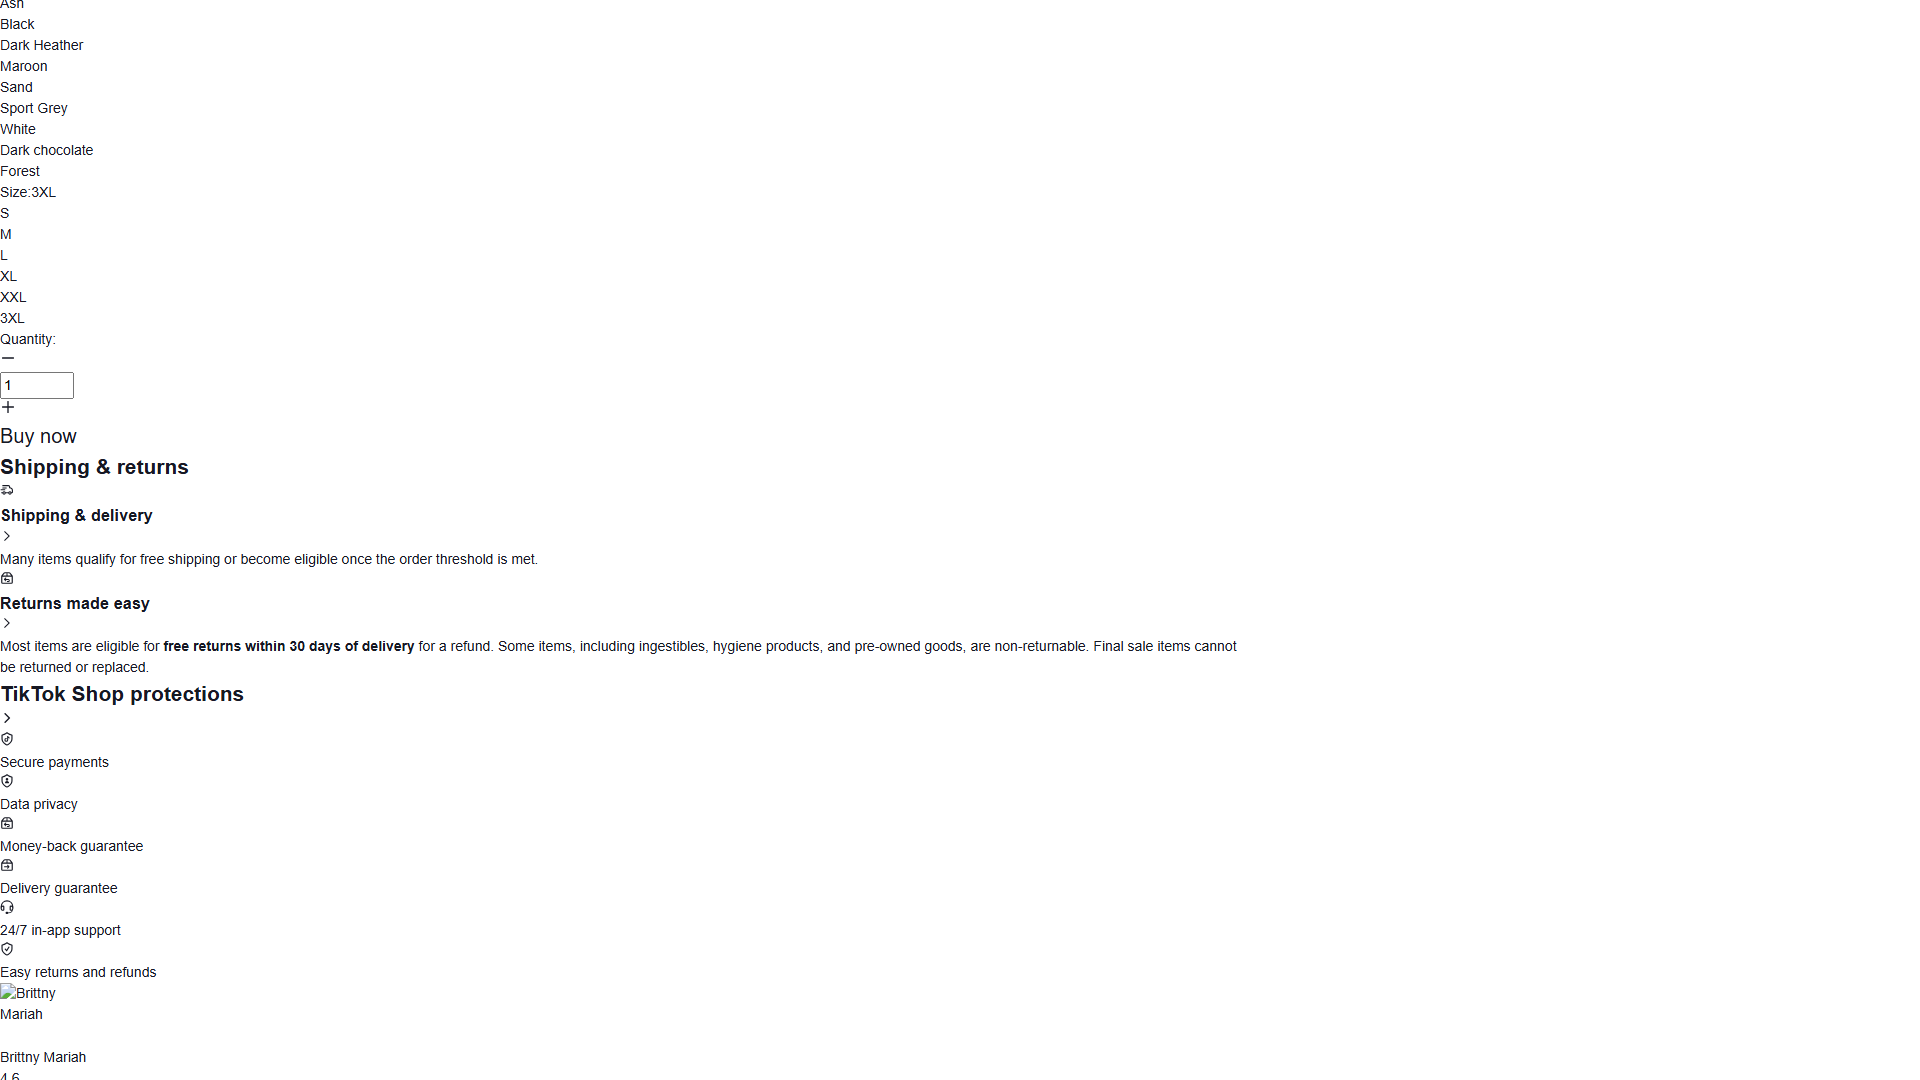 Ash
Black
Dark Heather
Maroon
Sand
Sport Grey
White
Dark chocolate
Forest
Size:3XL
S
M
L
XL
XXL
3XL
Quantity:
1
Buy now
Shipping & returns
Shipping & delivery
Many items qualify for free shipping or become eligible once the order threshold is met.
Returns made easy
Most items are eligible for free returns within 30 days of delivery for a refund. Some items, including ingestibles, hygiene products, and pre-owned goods, are non-returnable. Final sale items cannot
be returned or replaced.
TikTok Shop protections
Secure payments
Data privacy
Money-back guarantee
Delivery guarantee
24/7 in-app support
Easy returns and refunds
Brittny
Mariah
Brittny Mariah
4.6